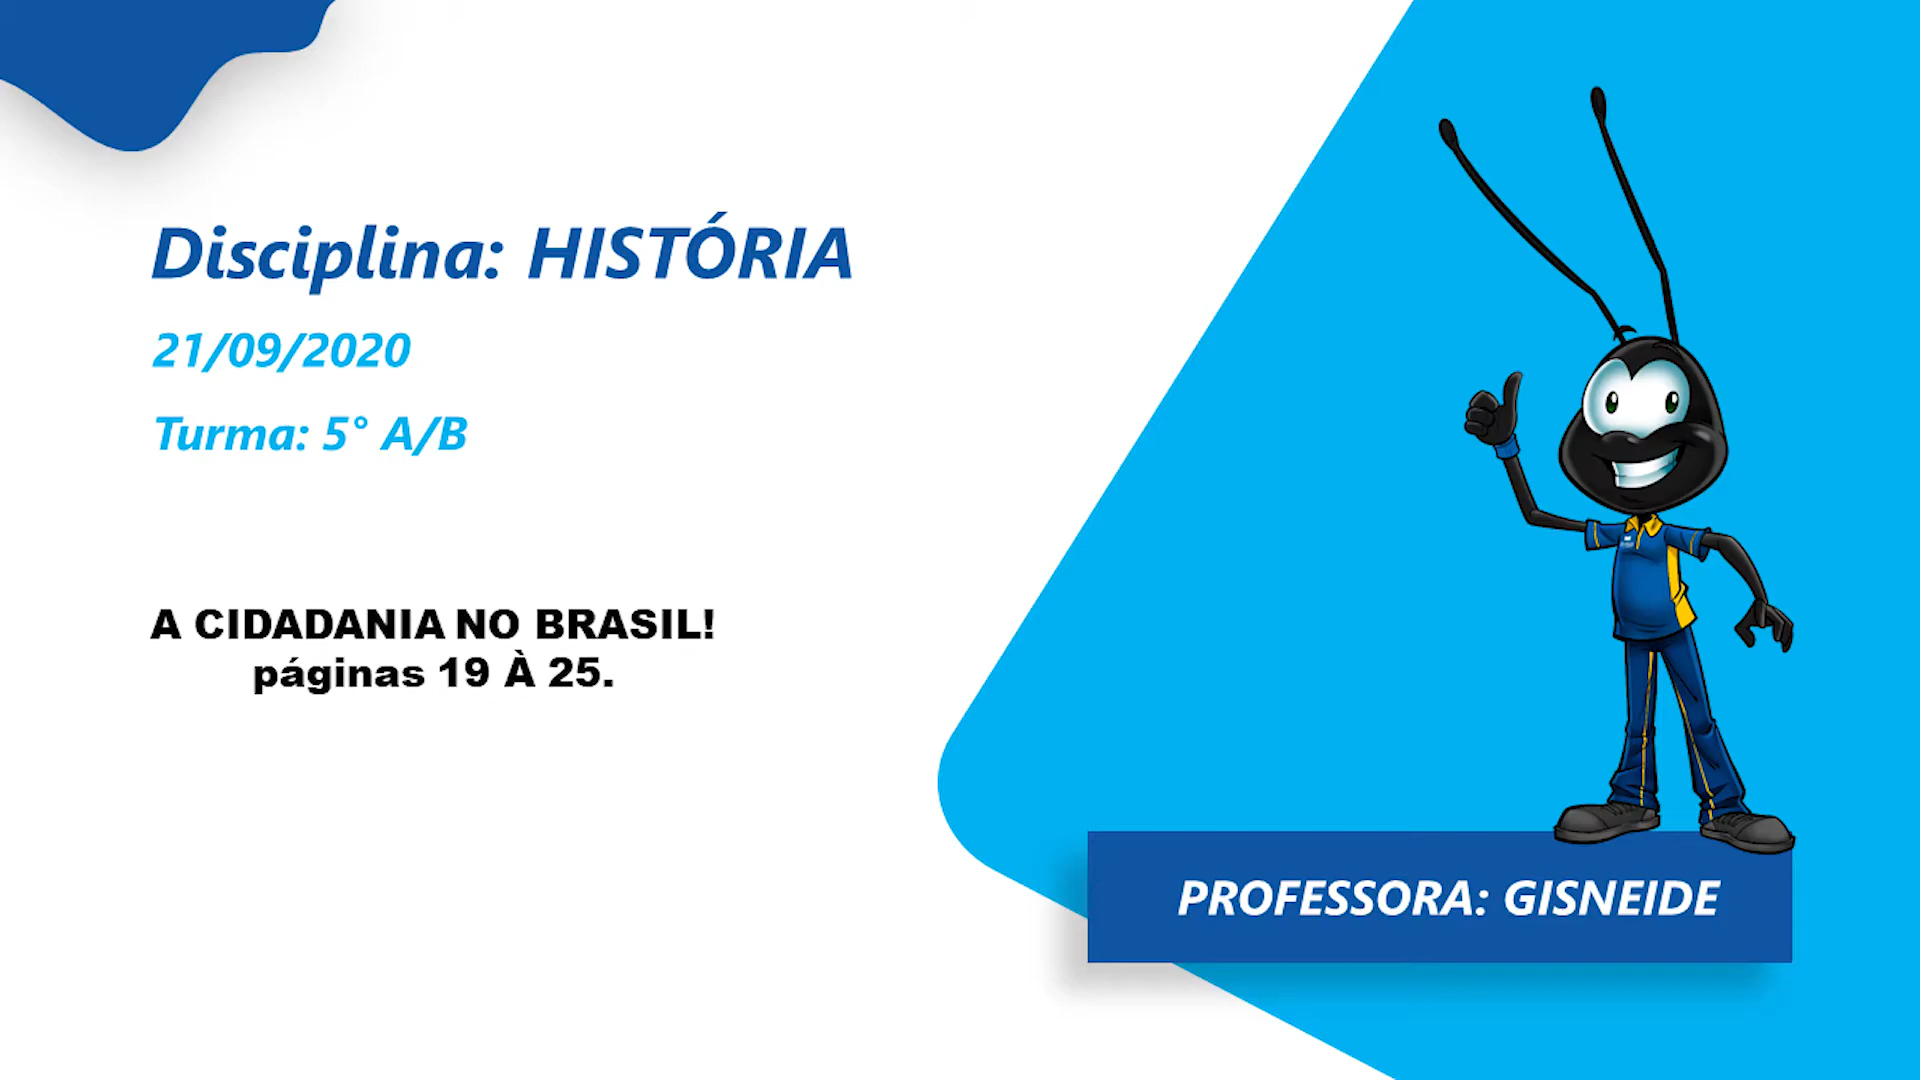 Disciplina: HISTÓRIA
21/09/2020
Turma: 5° A/B
A CIDADANIA NO BRASIL!
páginas 19 À 25.
PROFESSORA: GISNEIDE